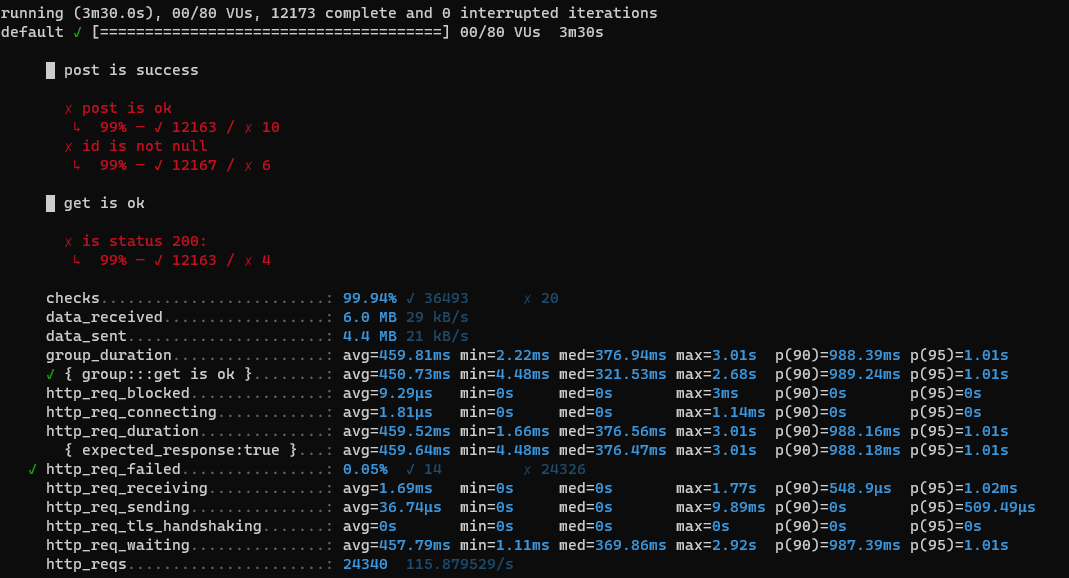 running (3m30.0s), 00/80 VUs, 12173 complete and 0 interrupted iterations
default ✓ [======================================] 00/80 VUs  3m30s
█ post is success
✗ post is ok
↳  99% — ✓ 12163 / ✗ 10
✗ id is not null
↳  99% — ✓ 12167 / ✗ 6
█ get is ok
✗ is status 200:
↳  99% — ✓ 12163 / ✗ 4
checks.........................: 99.94% ✓ 36493      ✗ 20
data_received..................: 6.0 MB 29 kB/s
data_sent......................: 4.4 MB 21 kB/s
group_duration.................: avg=459.81ms min=2.22ms med=376.94ms max=3.01s  p(90)=988.39ms p(95)=1.01s
✓ { group:::get is ok }........: avg=450.73ms min=4.48ms med=321.53ms max=2.68s  p(90)=989.24ms p(95)=1.01s
http_req_blocked...............: avg=9.29µs   min=0s     med=0s       max=3ms    p(90)=0s       p(95)=0s
http_req_connecting............: avg=1.81µs   min=0s     med=0s       max=1.14ms p(90)=0s       p(95)=0s
http_req_duration..............: avg=459.52ms min=1.66ms med=376.56ms max=3.01s  p(90)=988.16ms p(95)=1.01s
{ expected_response:true }...: avg=459.64ms min=4.48ms med=376.47ms max=3.01s  p(90)=988.18ms p(95)=1.01s
✓ http_req_failed................: 0.05%  ✓ 14         ✗ 24326
http_req_receiving.............: avg=1.69ms   min=0s     med=0s       max=1.77s  p(90)=548.9µs  p(95)=1.02ms
http_req_sending...............: avg=36.74µs  min=0s     med=0s       max=9.89ms p(90)=0s       p(95)=509.49µs
http_req_tls_handshaking.......: avg=0s       min=0s     med=0s       max=0s     p(90)=0s       p(95)=0s
http_req_waiting...............: avg=457.79ms min=1.11ms med=369.86ms max=2.92s  p(90)=987.39ms p(95)=1.01s
http_reqs......................: 24340  115.879529/s